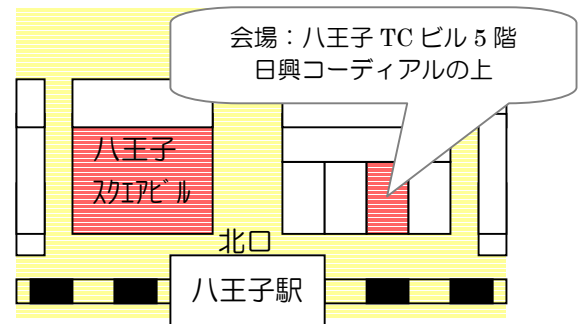 会場：八王子 TC ビル 5 階
日興コーディアルの上
八王子
ｽｸｴｱﾋﾞﾙ
北口
八王子駅